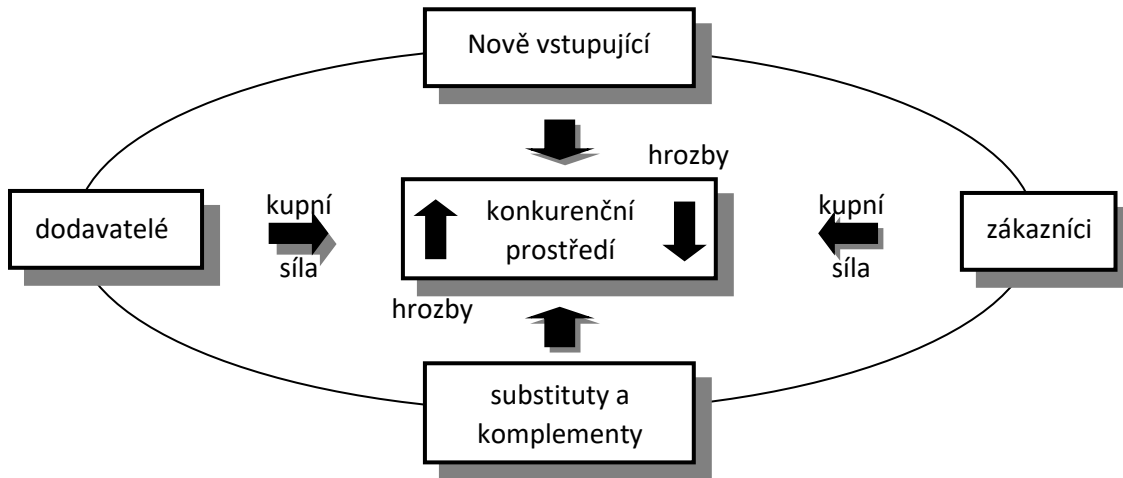 Nově vstupující
hrozby
dodavatelé
kupní
síla
konkurenční
prostředí
kupní
síla
zákazníci
hrozby
substituty a
komplementy